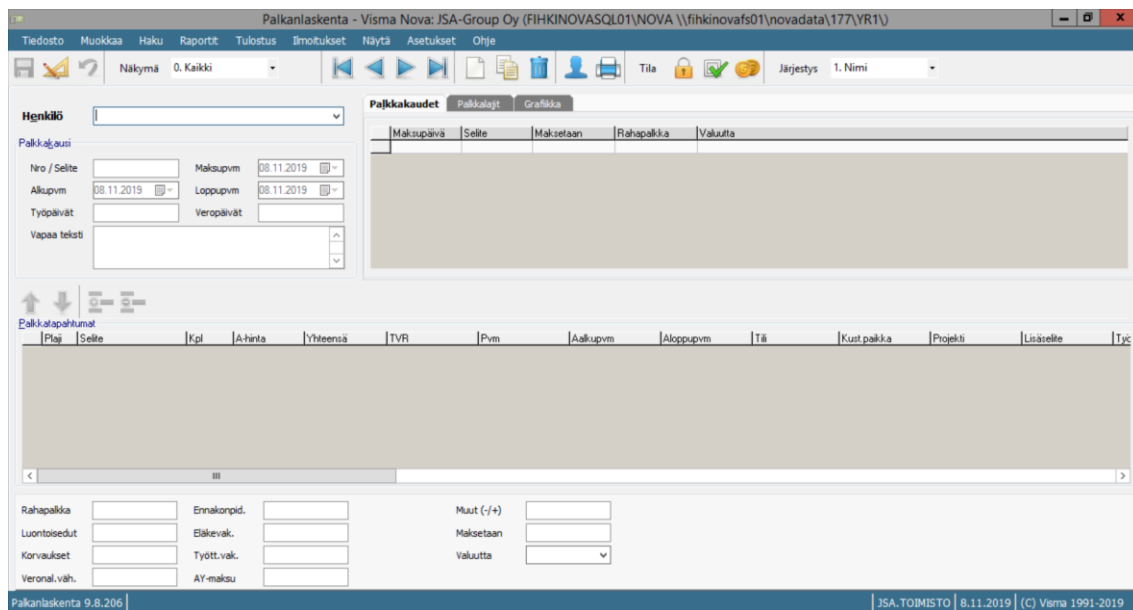 Palkanlaskenta - Visma Nova: JSA-Group Oy (FIHKINOVASQL01\NOVA \\fihkinovafs01\novadata\177\YR1\)
Tiedosto Muokkaa Haku Raportit Tulostus Ilmoitukset Näytä Asetukset Ohje
Näkymä 0. Kaikki Tila Järjestys 1. Nimi
Henkilö
Palkkakausi
Nro / Selite Maksupvm 08.11.2019
Alkupvm 08.11.2019 Loppupvm 08.11.2019
Työpäivät Veropäivät
Vapaa teksti
Palkkakaudet Palkkalajit Grafiikka
Maksupäivä Selite Maksetaan Rahapalkka Valuutta
Palkkatapahtumat
Plaji Selite Kpl A-hinta Yhteensä TVR Pvm Aalkupvm Aloppupvm Tili Kust.paikka Projekti Lisäselite Tyc
Rahapalkka Ennakonpid. Muut (-/+)
Luontoisedut Eläkevak. Maksetaan
Korvaukset Tyött.vak. Valuutta
Veronal.väh. AY-maksu
Palkanlaskenta 9.8.206 JSA.TOIMISTO 8.11.2019 (C) Visma 1991-2019